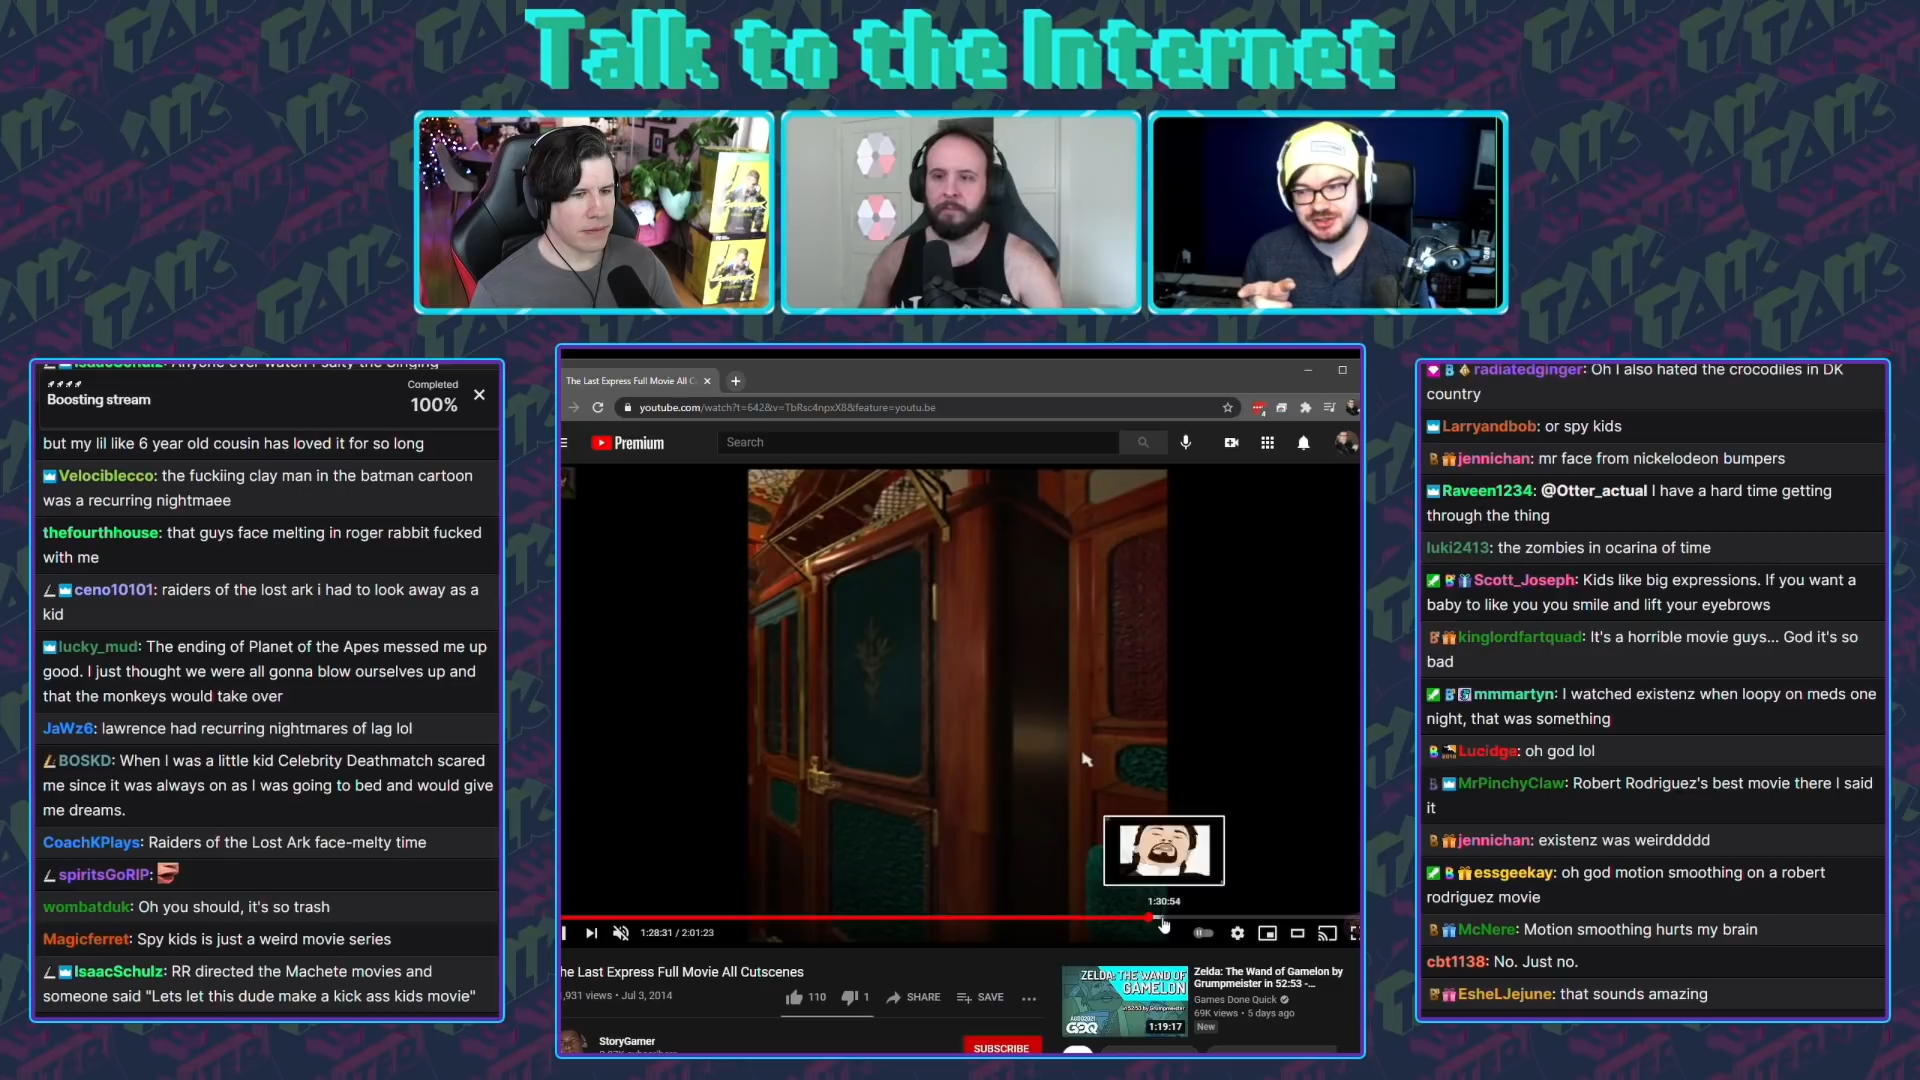 Talk to the Internet
IsaacSchulz: Anyone ever watch I Salty the Singing
Boosting stream
Completed
100%
but my lil like 6 year old cousin has loved it for so long
Velociblecco: the fuckiing clay man in the batman cartoon
was a recurring nightmaee
thefourthhouse: that guys face melting in roger rabbit fucked
with me
ceno10101: raiders of the lost ark i had to look away as a
kid
lucky_mud: The ending of Planet of the Apes messed me up
good. I just thought we were all gonna blow ourselves up and
that the monkeys would take over
JaWz6: lawrence had recurring nightmares of lag lol
BOSKD: When I was a little kid Celebrity Deathmatch scared
me since it was always on as I was going to bed and would give
me dreams.
CoachKPlays: Raiders of the Lost Ark face-melty time
spiritsGoRIP:
wombatduk: Oh you should, it's so trash
Magicferret: Spy kids is just a weird movie series
IsaacSchulz: RR directed the Machete movies and
someone said "Lets let this dude make a kick ass kids movie"
The Last Express Full Movie All C
youtube.com/watch?t=642&v=TbRsc4npxX8&feature=youtu.be
Premium
Search
1:30:54
1:28:31 / 2:01:23
he Last Express Full Movie All Cutscenes
,931 views • Jul 3, 2014
110
1
SHARE
SAVE
StoryGamer
SUBSCRIBE
ZELDA: THE WAND OF
GAMELON
GDQ
1:19:17
Zelda: The Wand of Gamelon by
Grumpmeister in 52:53 -...
Games Done Quick
69K views • 5 days ago
New
radiatedginger: Oh I also hated the crocodiles in DK
country
Larryandbob: or spy kids
jennichan: mr face from nickelodeon bumpers
Raveen1234: @Otter_actual I have a hard time getting
through the thing
luki2413: the zombies in ocarina of time
Scott_Joseph: Kids like big expressions. If you want a
baby to like you you smile and lift your eyebrows
kinglordfartquad: It's a horrible movie guys... God it's so
bad
mmmartyn: I watched existenz when loopy on meds one
night, that was something
Lucidge: oh god lol
MrPinchyClaw: Robert Rodriguez's best movie there I said
it
jennichan: existenz was weirddddd
essgeekay: oh god motion smoothing on a robert
rodriguez movie
McNere: Motion smoothing hurts my brain
cbt1138: No. Just no.
EsheLJejune: that sounds amazing